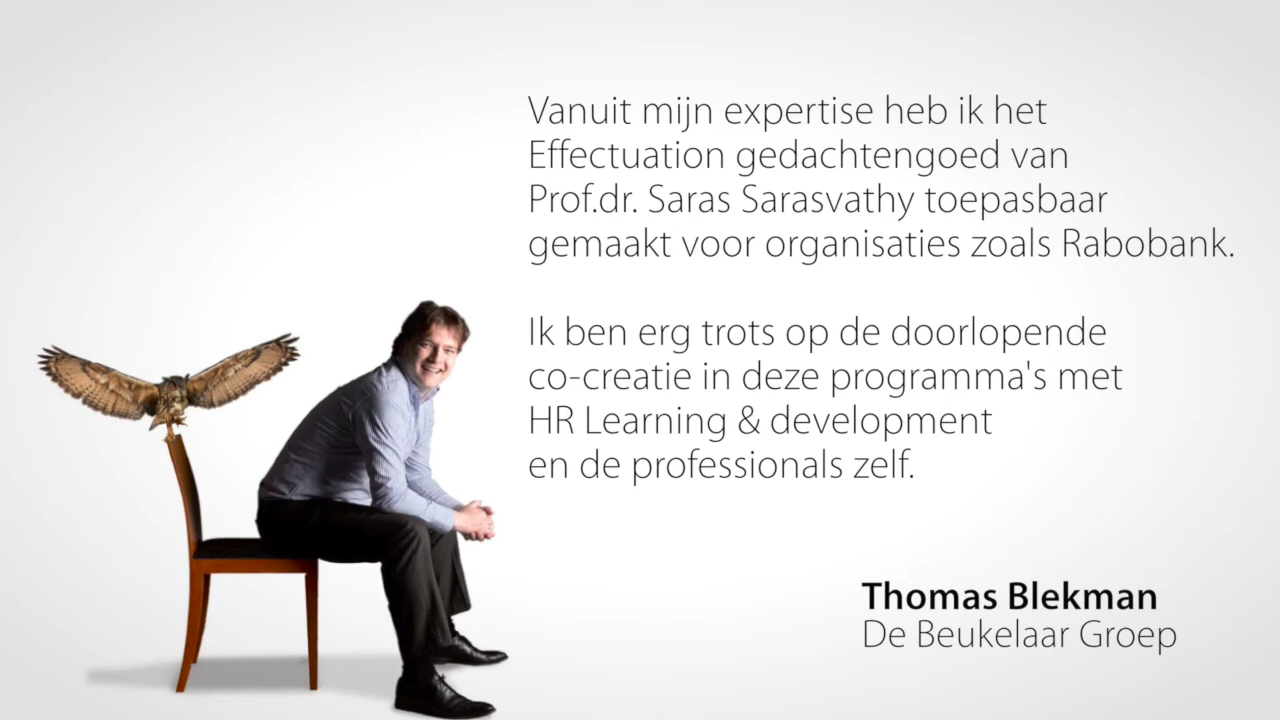 Vanuit mijn expertise heb ik het
Effectuation gedachtengoed van
Prof.dr. Saras Sarasvathy toepasbaar
gemaakt voor organisaties zoals Rabobank.
Ik ben erg trots op de doorlopende
co-creatie in deze programma's met
HR Learning & development
en de professionals zelf.
Thomas Blekman
De Beukelaar Groep